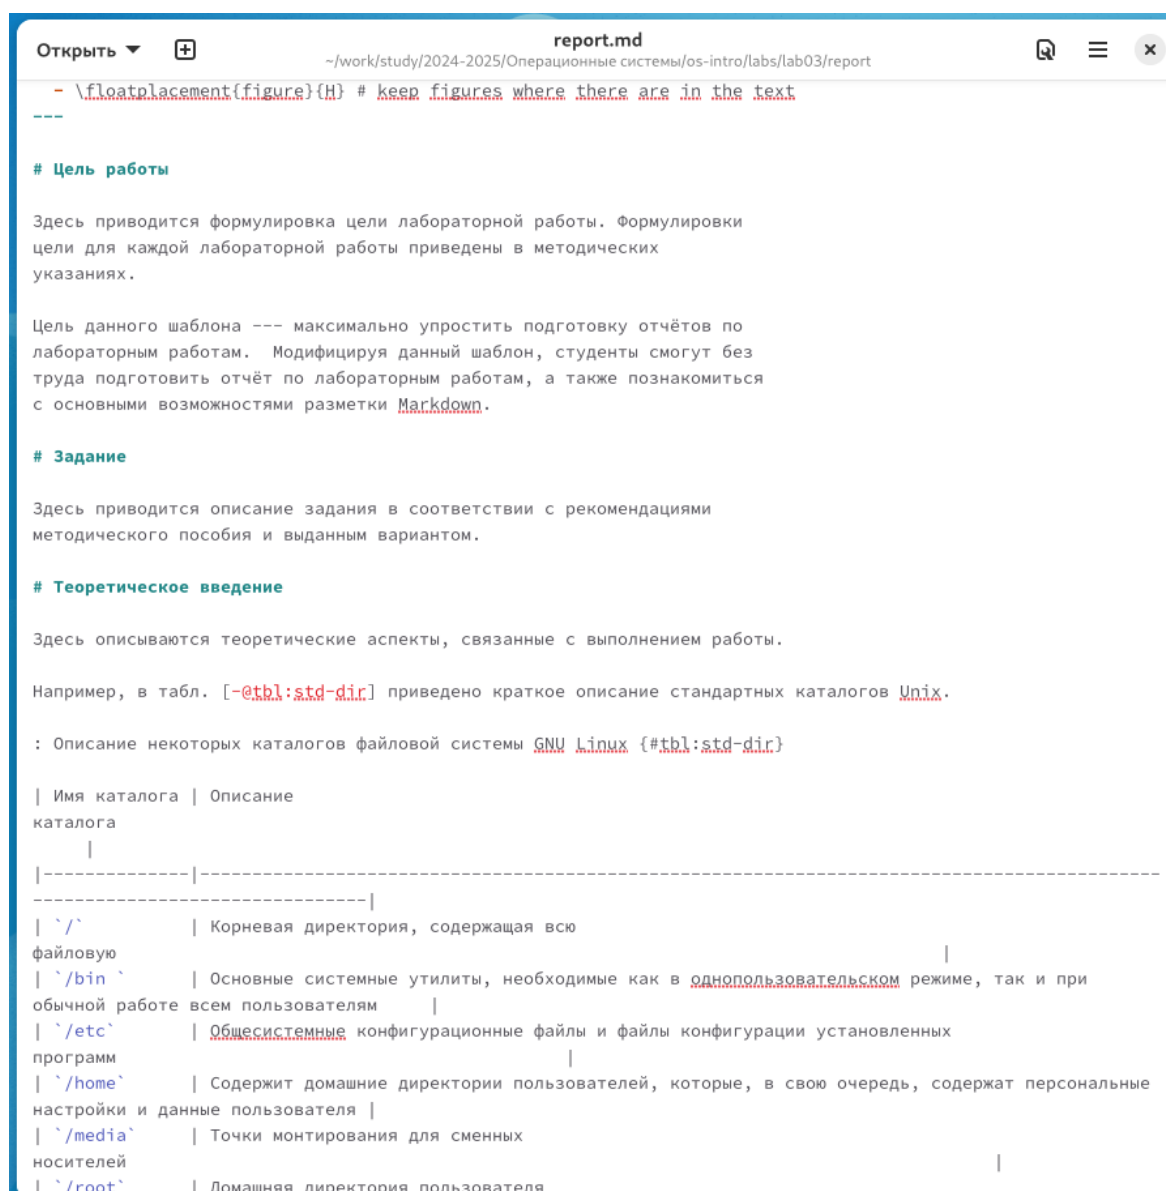 Открыть
report.md
~/work/study/2024-2025/Операционные системы/os-intro/labs/lab03/report
- \floatplacement{figure}{H} # keep figures where there are in the text
---
# Цель работы
Здесь приводится формулировка цели лабораторной работы. Формулировки
цели для каждой лабораторной работы приведены в методических
указаниях.
Цель данного шаблона --- максимально упростить подготовку отчётов по
лабораторным работам.  Модифицируя данный шаблон, студенты смогут без
труда подготовить отчёт по лабораторным работам, а также познакомиться
с основными возможностями разметки Markdown.
# Задание
Здесь приводится описание задания в соответствии с рекомендациями
методического пособия и выданным вариантом.
# Теоретическое введение
Здесь описываются теоретические аспекты, связанные с выполнением работы.
Например, в табл. [-@tbl:std-dir] приведено краткое описание стандартных каталогов Unix.
: Описание некоторых каталогов файловой системы GNU Linux {#tbl:std-dir}
| Имя каталога | Описание
каталога
|
|--------------|--------------------------------------------------------------------------------------------
--------------------------------|
| `/`          | Корневая директория, содержащая всю
файловую |
| `/bin `      | Основные системные утилиты, необходимые как в однопользовательском режиме, так и при
обычной работе всем пользователям     |
| `/etc`       | Общесистемные конфигурационные файлы и файлы конфигурации установленных
программ |
| `/home`      | Содержит домашние директории пользователей, которые, в свою очередь, содержат персональные
настройки и данные пользователя |
| `/media`     | Точки монтирования для сменных
носителей |
| `/root`      | Домашняя директория пользователя